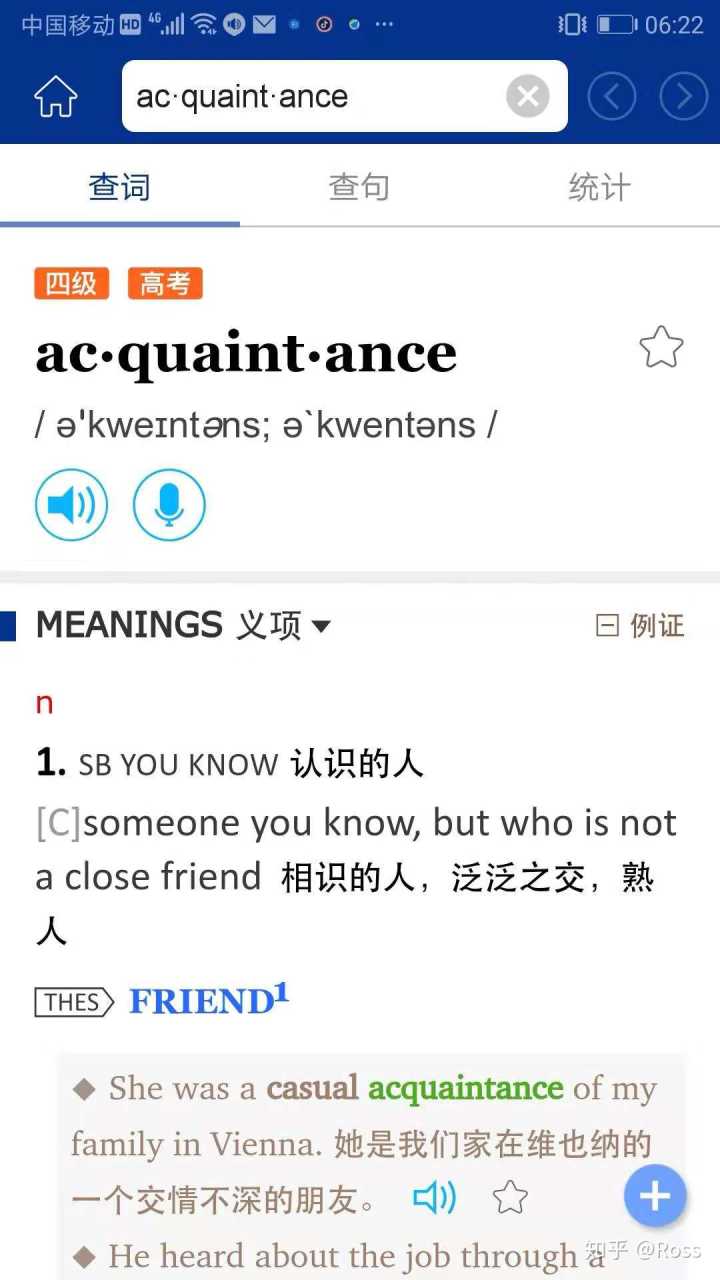 中国移动 HD 4G 06:22
ac·quaint·ance
查词 查句 统计
四级 高考
ac·quaint·ance
/ ə'kweɪntəns; ə`kwentəns /
MEANINGS 义项 例证
n
1. SB YOU KNOW 认识的人
[C]someone you know, but who is not
a close friend 相识的人，泛泛之交，熟
人
THES FRIEND¹
◆ She was a casual acquaintance of my
family in Vienna. 她是我们家在维也纳的
一个交情不深的朋友。
◆ He heard about the job through a
知乎 @Ross